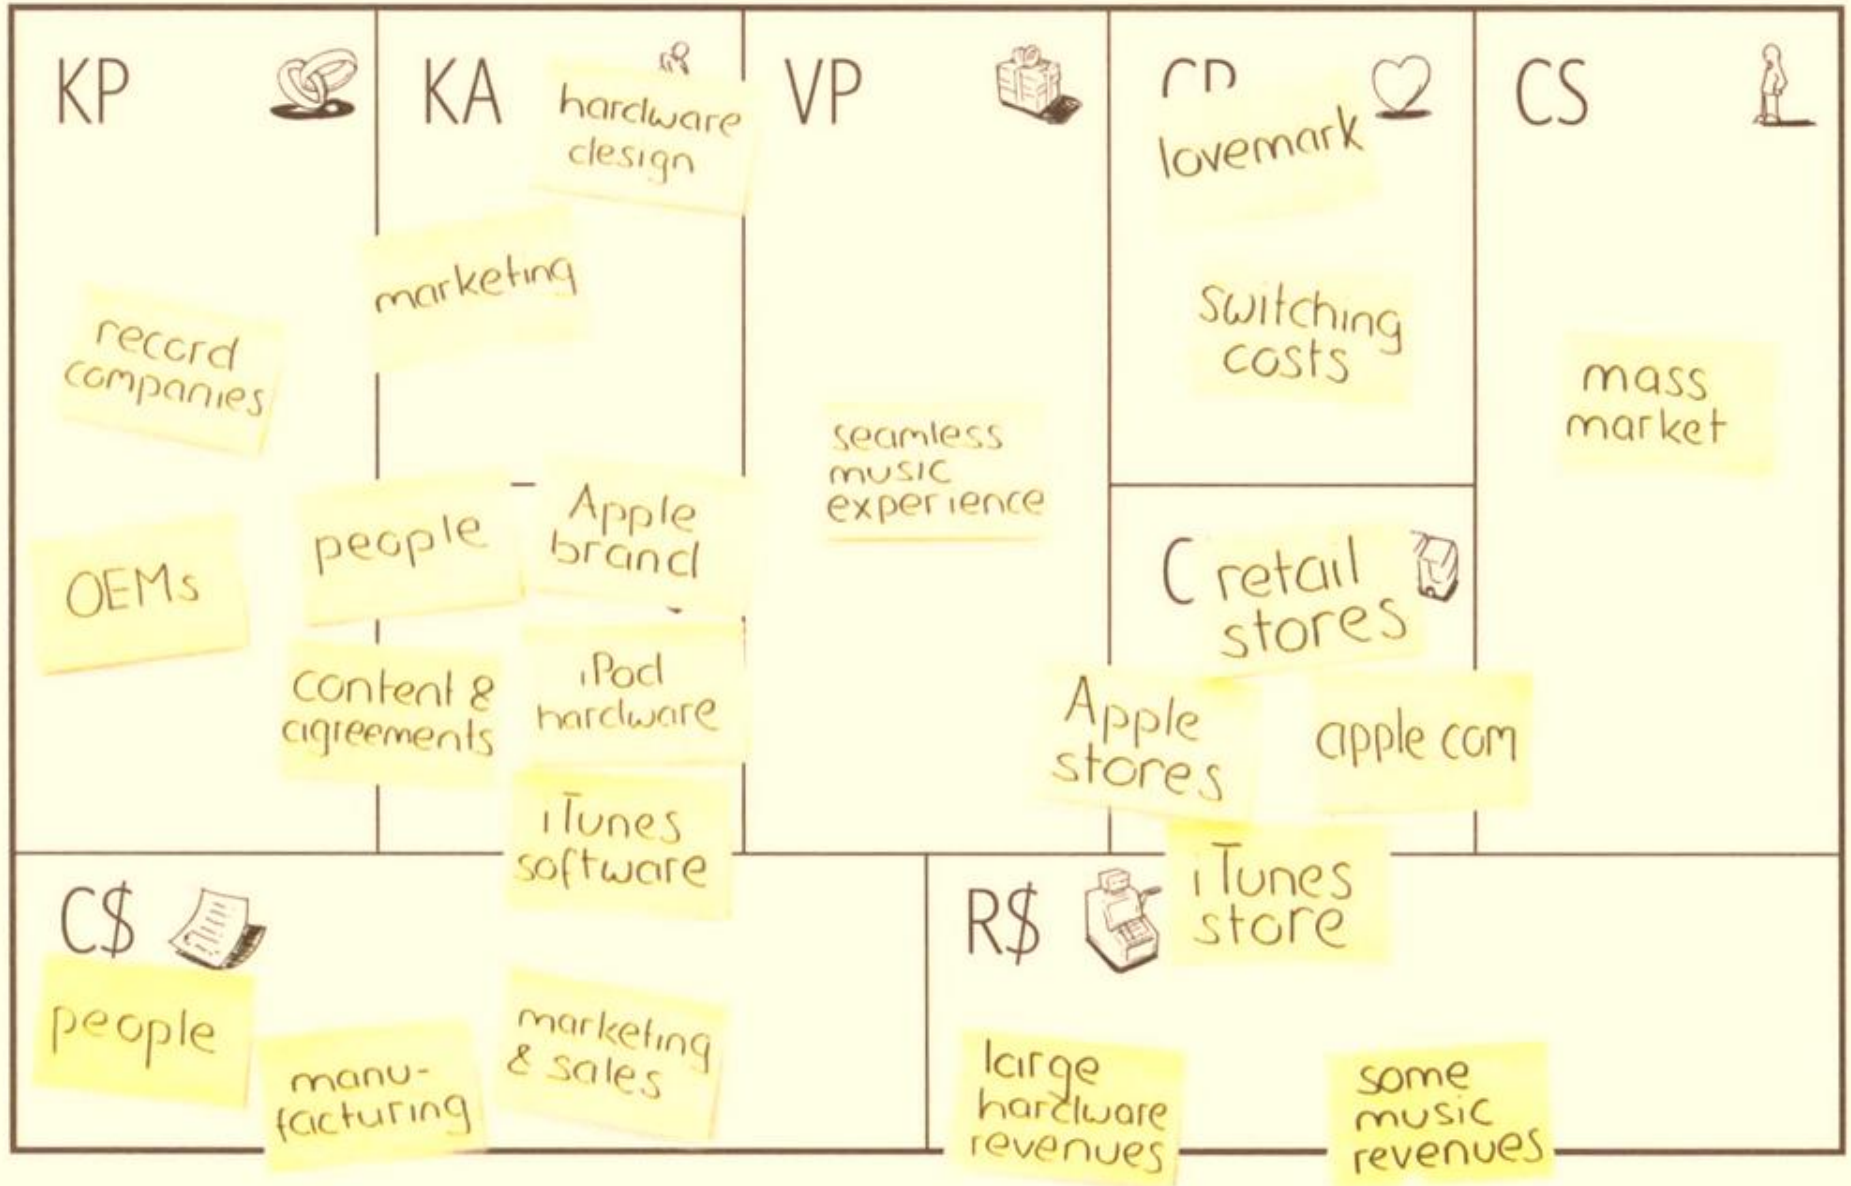 KP
record
companies
OEMs
KA
hardware
design
marketing
people
Apple
brand
content &
agreements
iPod
hardware
iTunes
software
VP
seamless
music
experience
lovemark
switching
costs
C
retail
stores
Apple
stores
apple com
iTunes
store
CS
mass
market
C$
people
manu-
facturing
marketing
& sales
R$
large
hardware
revenues
some
music
revenues